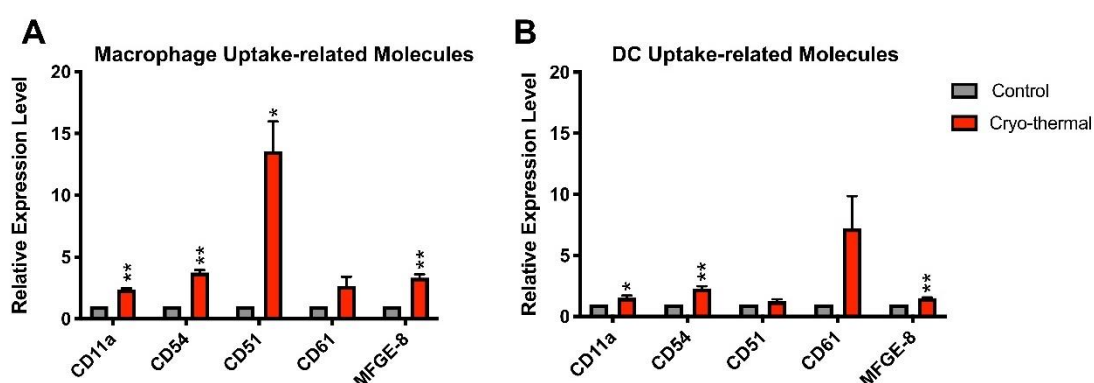 A
Macrophage Uptake-related Molecules
Relative Expression Level
20
15
10
5
0
**
**
*
**
CD11a
CD54
CD51
CD61
MFGE-8
B
DC Uptake-related Molecules
Relative Expression Level
20
15
10
5
0
*
**
**
CD11a
CD54
CD51
CD61
MFGE-8
Control
Cryo-thermal